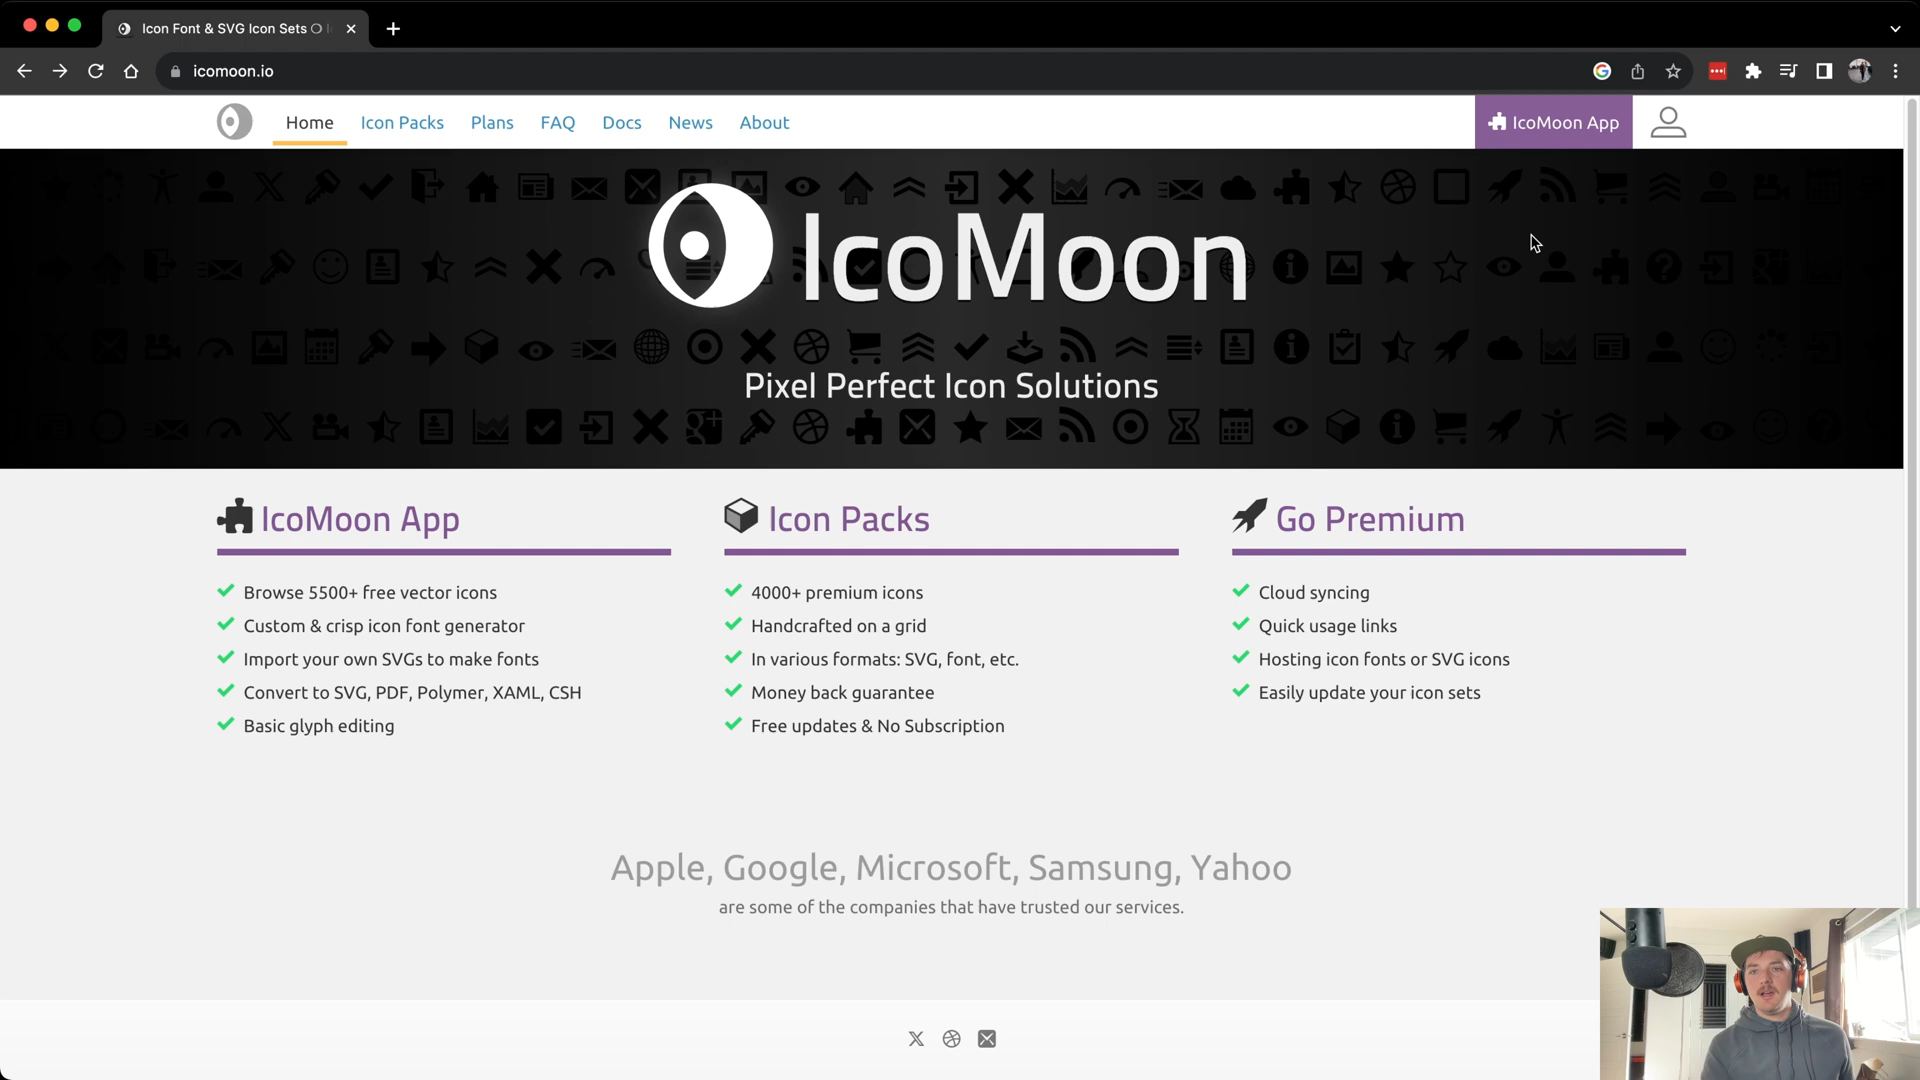 Icon Font & SVG Icon Sets
icomoon.io
Home
Icon Packs
Plans
FAQ
Docs
News
About
IcoMoon App
IcoMoon
Pixel Perfect Icon Solutions
IcoMoon App
Browse 5500+ free vector icons
Custom & crisp icon font generator
Import your own SVGs to make fonts
Convert to SVG, PDF, Polymer, XAML, CSH
Basic glyph editing
Icon Packs
4000+ premium icons
Handcrafted on a grid
In various formats: SVG, font, etc.
Money back guarantee
Free updates & No Subscription
Go Premium
Cloud syncing
Quick usage links
Hosting icon fonts or SVG icons
Easily update your icon sets
Apple, Google, Microsoft, Samsung, Yahoo
are some of the companies that have trusted our services.